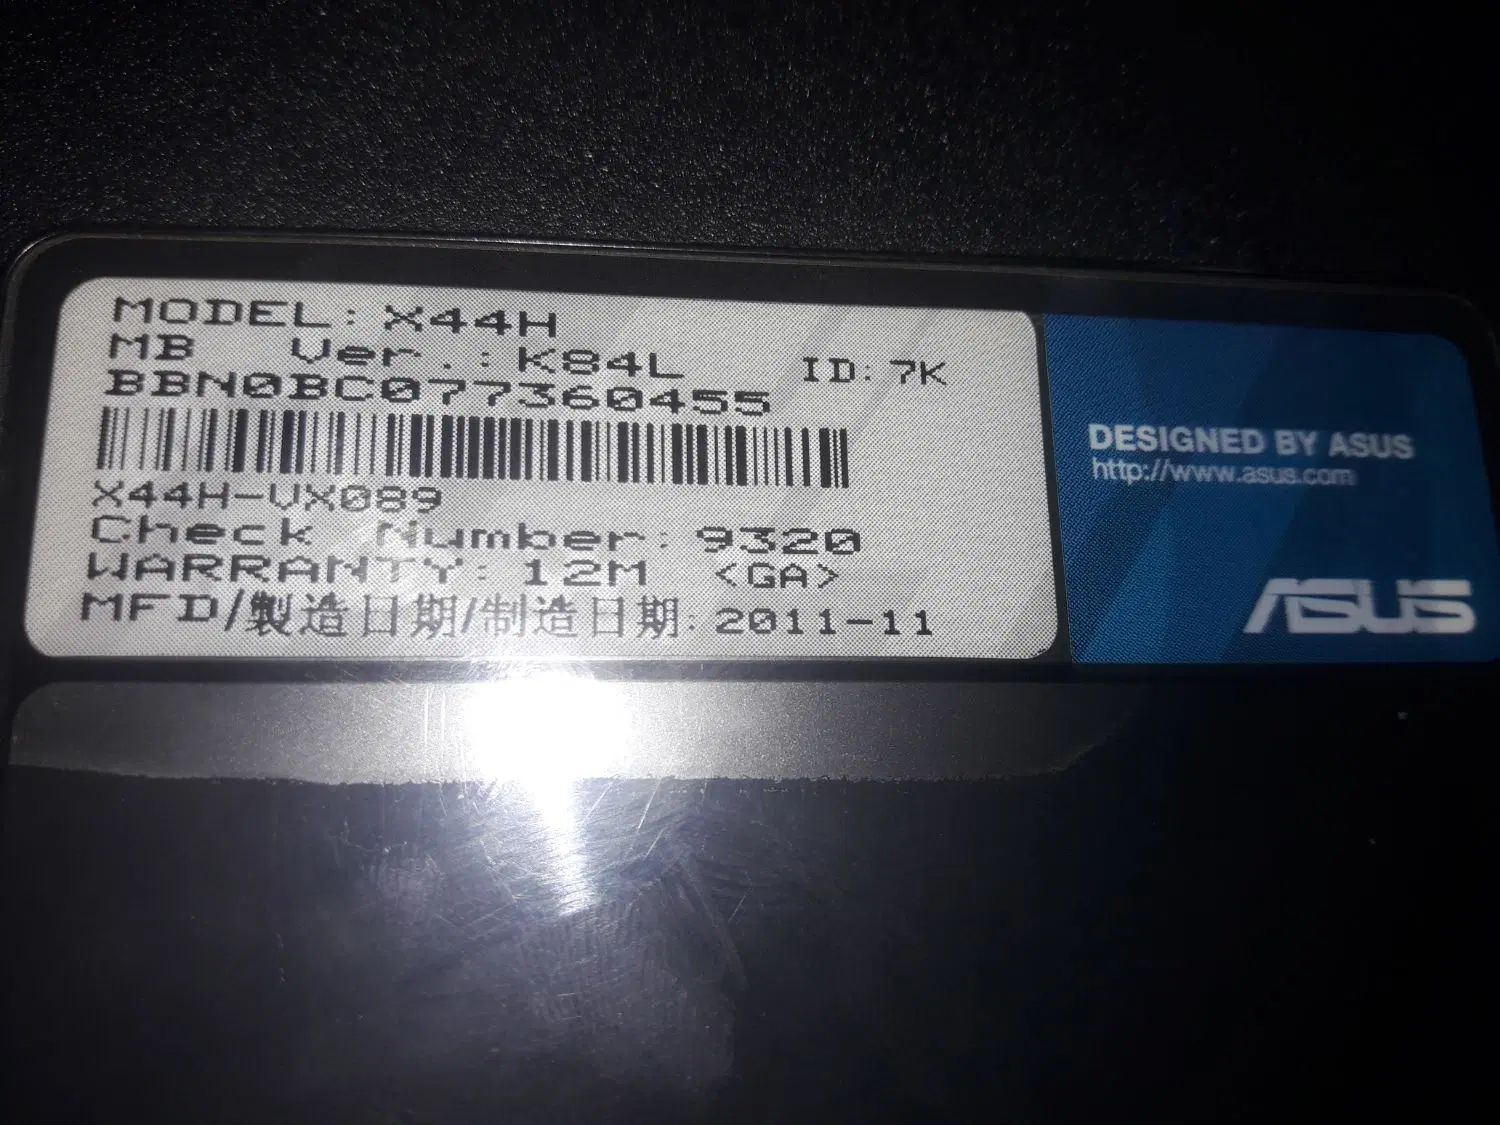 MODEL: X44H
MB Ver.: K84L ID: 7K
BBN0BC077360455
X44H-VX089
Check Number: 9320
WARRANTY: 12M <GA>
MFD/製造日期/制造日期: 2011-11
DESIGNED BY ASUS
http://www.asus.com
ASUS